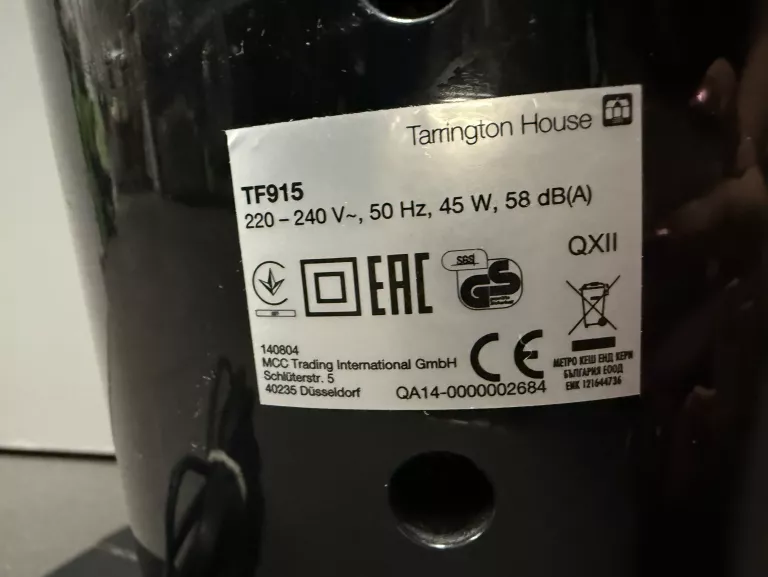 Tarrington House
TF915
220 – 240 V~, 50 Hz, 45 W, 58 dB(A)
QXII
EAC
SGS
GS
140804
MCC Trading International GmbH
Schlüterstr. 5
40235 Düsseldorf
CE
QA14-0000002684
МЕТРО КЕШ ЕНД КЕРИ
БЪЛГАРИЯ ЕООД
ЕИК 121644736